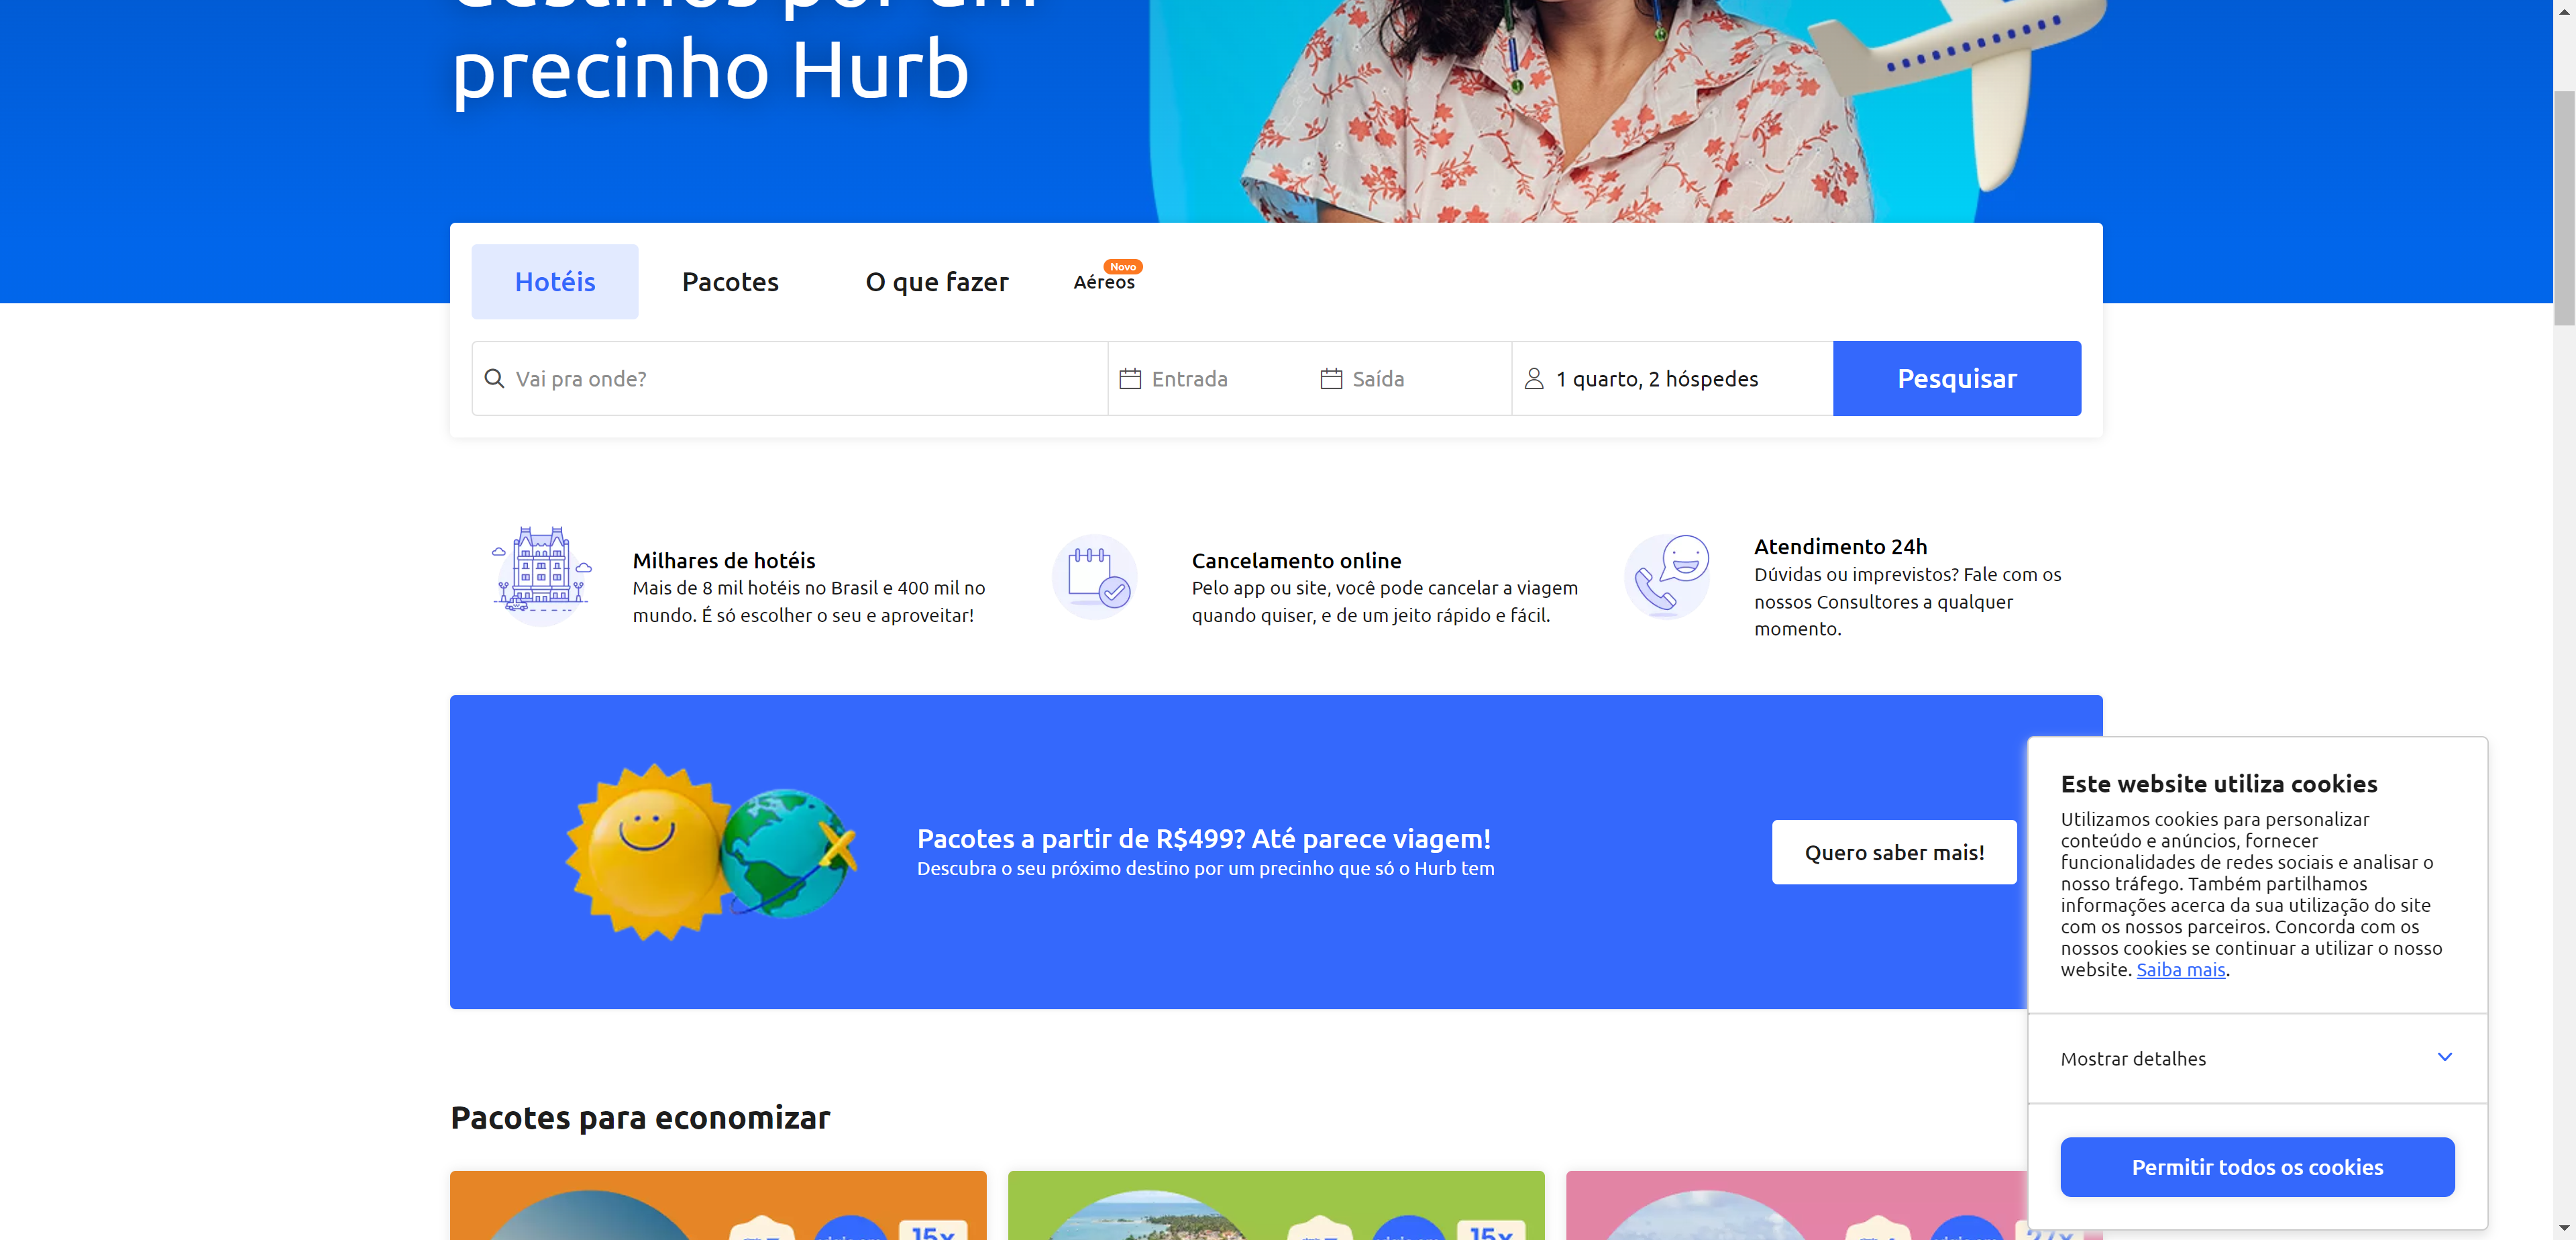 precinho Hurb
Hotéis
Pacotes
O que fazer
Novo
Aéreos
Vai pra onde?
Entrada
Saída
1 quarto, 2 hóspedes
Pesquisar
Milhares de hotéis
Mais de 8 mil hotéis no Brasil e 400 mil no
mundo. É só escolher o seu e aproveitar!
Cancelamento online
Pelo app ou site, você pode cancelar a viagem
quando quiser, e de um jeito rápido e fácil.
Atendimento 24h
Dúvidas ou imprevistos? Fale com os
nossos Consultores a qualquer
momento.
Pacotes a partir de R$499? Até parece viagem!
Descubra o seu próximo destino por um precinho que só o Hurb tem
Quero saber mais!
Este website utiliza cookies
Utilizamos cookies para personalizar
conteúdo e anúncios, fornecer
funcionalidades de redes sociais e analisar o
nosso tráfego. Também partilhamos
informações acerca da sua utilização do site
com os nossos parceiros. Concorda com os
nossos cookies se continuar a utilizar o nosso
website. Saiba mais.
Mostrar detalhes
Permitir todos os cookies
Pacotes para economizar
15x
15x